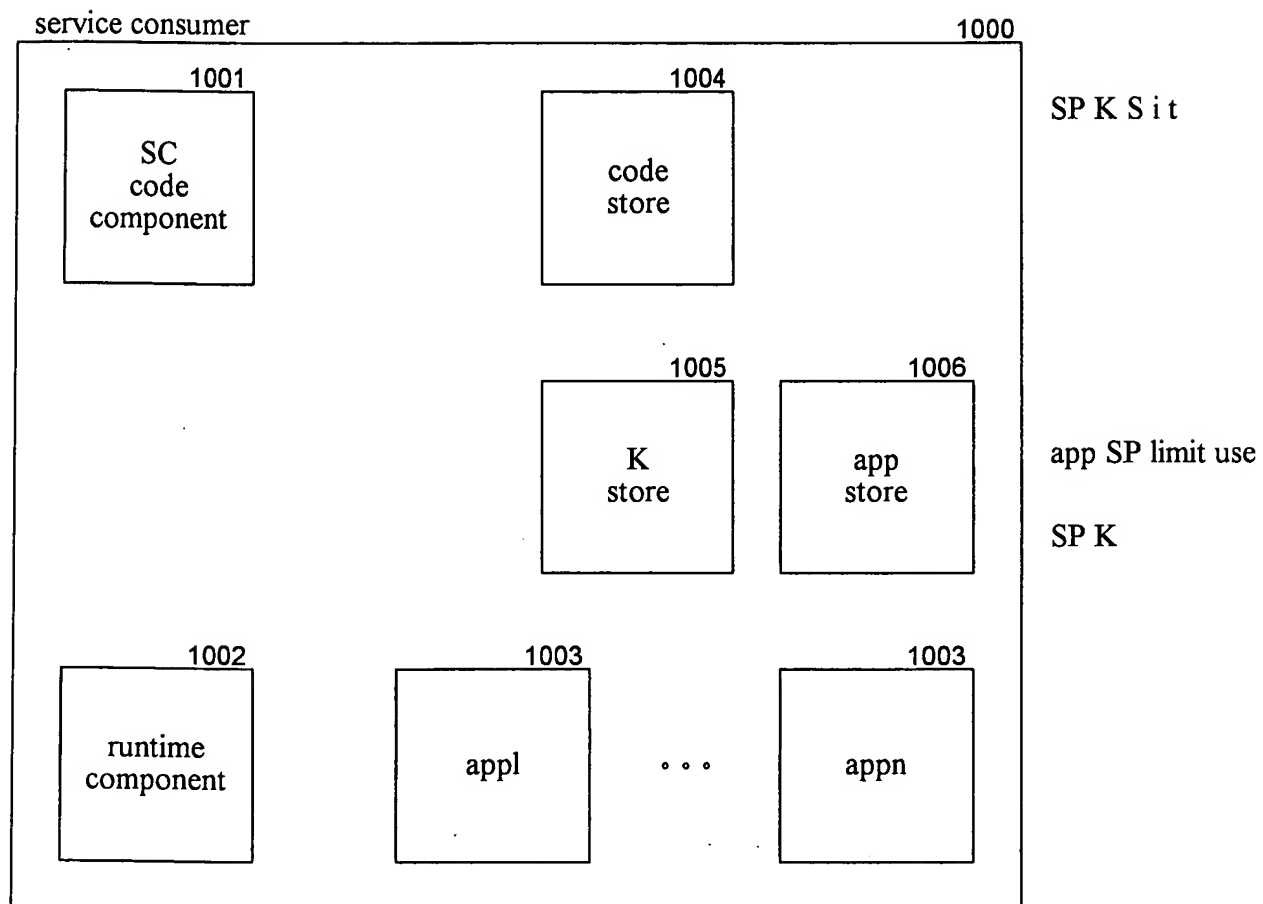 service consumer 1000
1001
SC
code
component
1004
code
store
SP K S i t
1005
K
store
1006
app
store
app SP limit use
SP K
1002
runtime
component
1003
appl
1003
appn